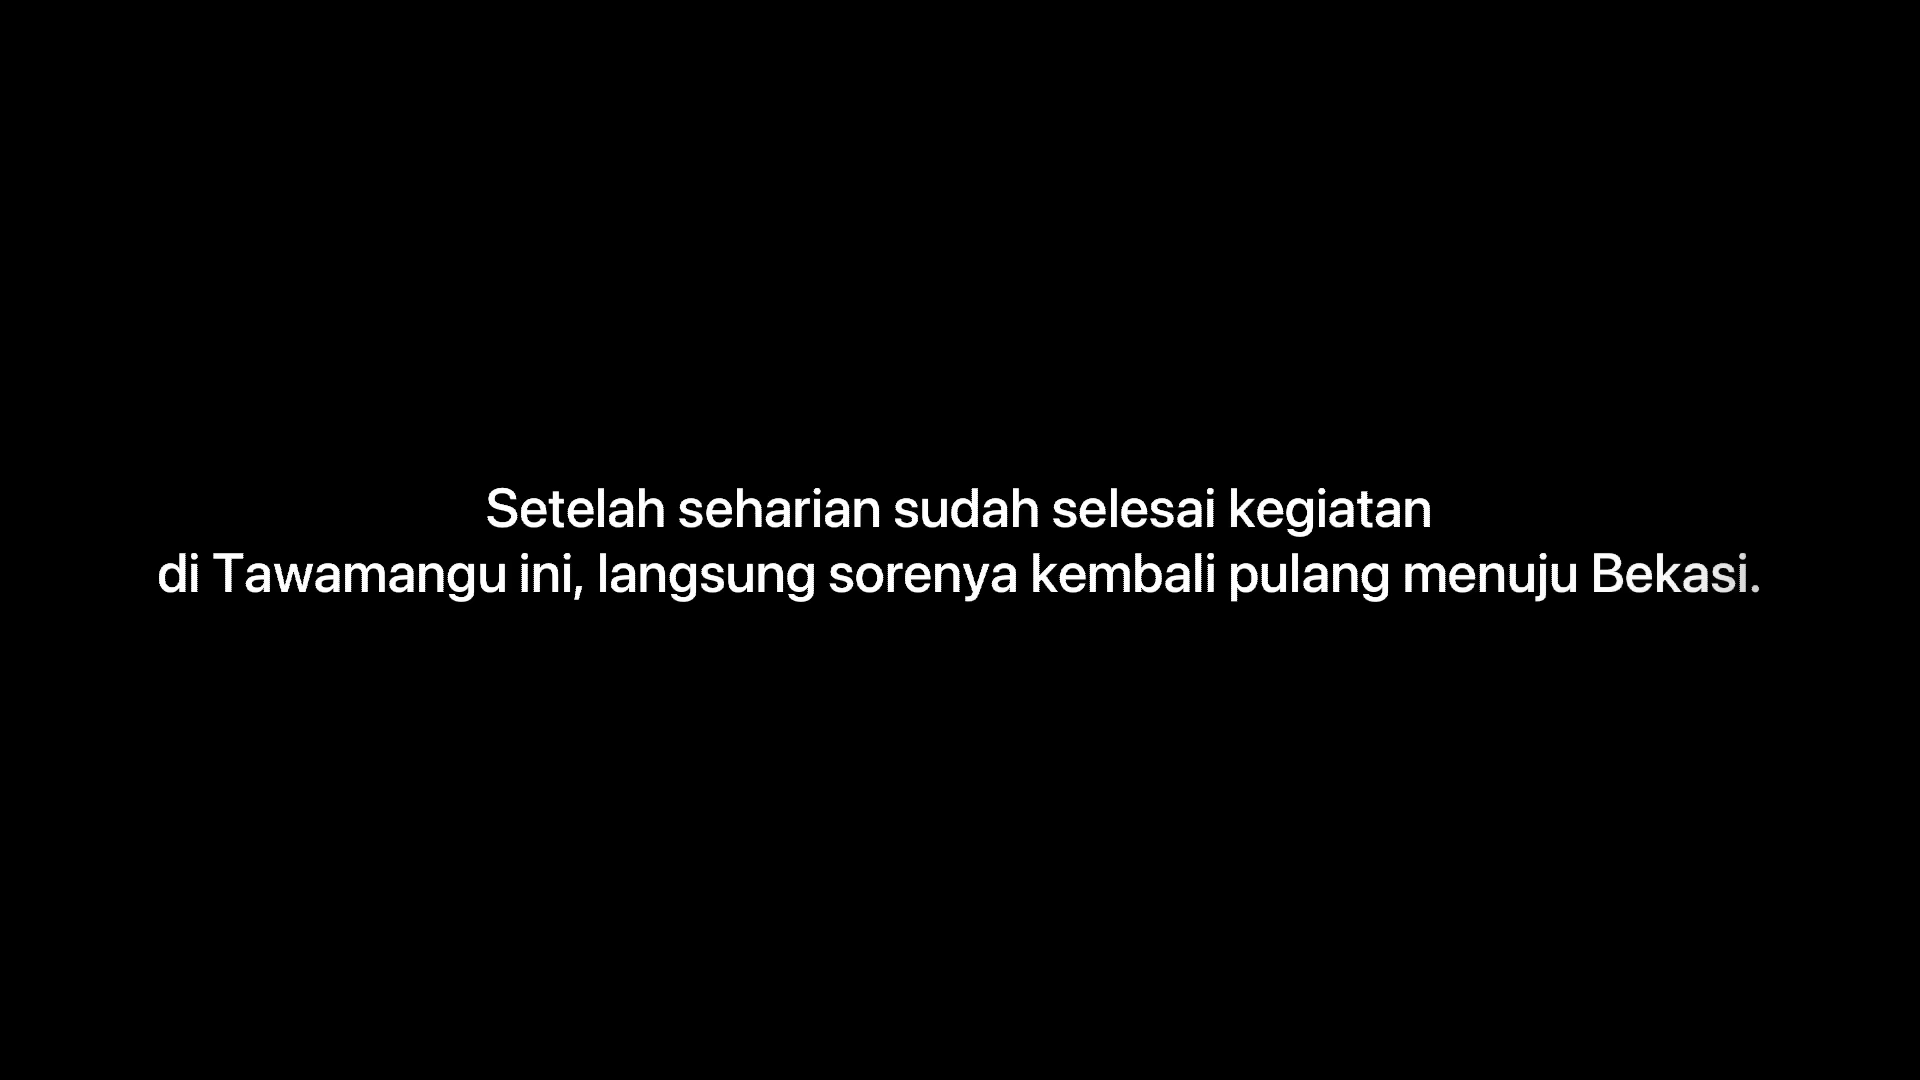 Setelah seharian sudah selesai kegiatan
di Tawamangu ini, langsung sorenya kembali pulang menuju Bekasi.